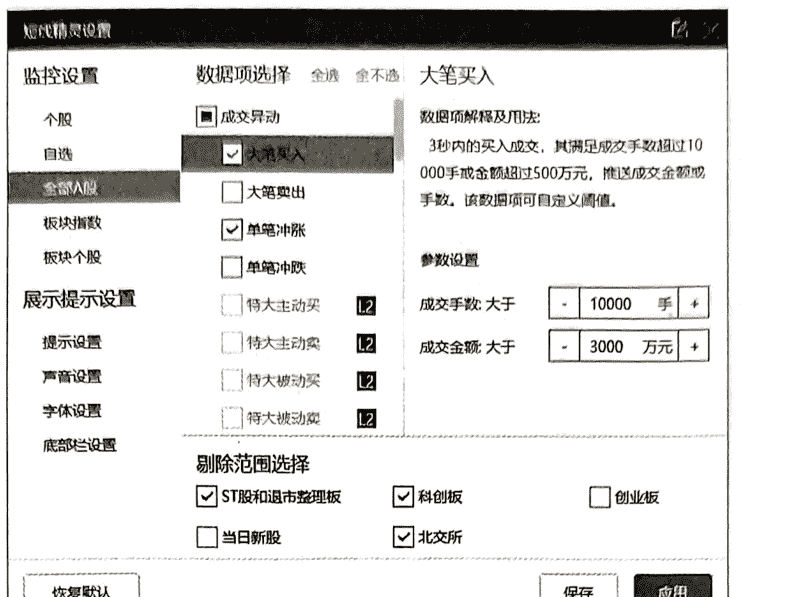 短线精灵设置
监控设置
个股
自选
全部A股
板块指数
板块个股
展示提示设置
提示设置
声音设置
字体设置
底部栏设置
数据项选择 全选 全不选
成交异动
大笔买入
大笔卖出
单笔冲涨
单笔冲跌
特大主动买 L2
特大主动卖 L2
特大被动买 L2
特大被动卖 L2
大笔买入
数据项解释及用法:
3秒内的买入成交，其满足成交手数超过10
000手或金额超过500万元，推送成交金额或
手数。该数据项可自定义阈值。
参数设置
成交手数: 大于 - 10000 手 +
成交金额: 大于 - 3000 万元 +
剔除范围选择
ST股和退市整理板 科创板 创业板
当日新股 北交所
恢复默认 保存 应用